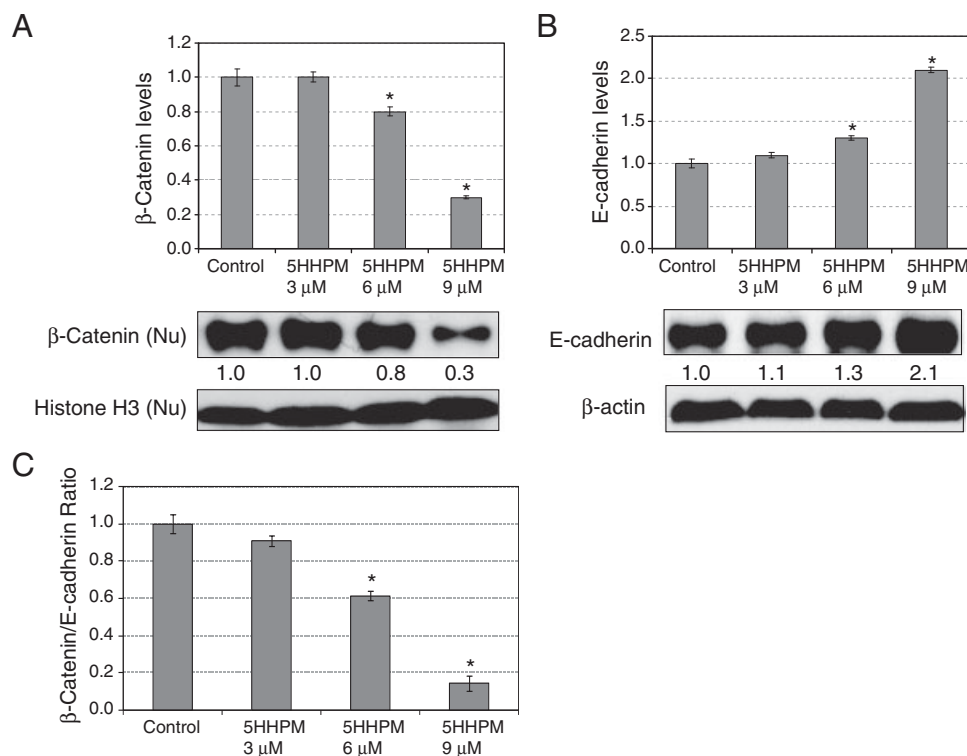 A
β-Catenin levels
1.2
1.0
0.8
0.6
0.4
0.2
0.0
*
*
Control 5HHPM 5HHPM 5HHPM
3 μM 6 μM 9 μM
β-Catenin (Nu)
1.0 1.0 0.8 0.3
Histone H3 (Nu)
B
E-cadherin levels
2.5
2.0
1.5
1.0
0.5
0.0
*
*
Control 5HHPM 5HHPM 5HHPM
3 μM 6 μM 9 μM
E-cadherin
1.0 1.1 1.3 2.1
β-actin
C
β-Catenin/E-cadherin Ratio
1.2
1.0
0.8
0.6
0.4
0.2
0.0
*
*
Control 5HHPM 5HHPM 5HHPM
3 μM 6 μM 9 μM